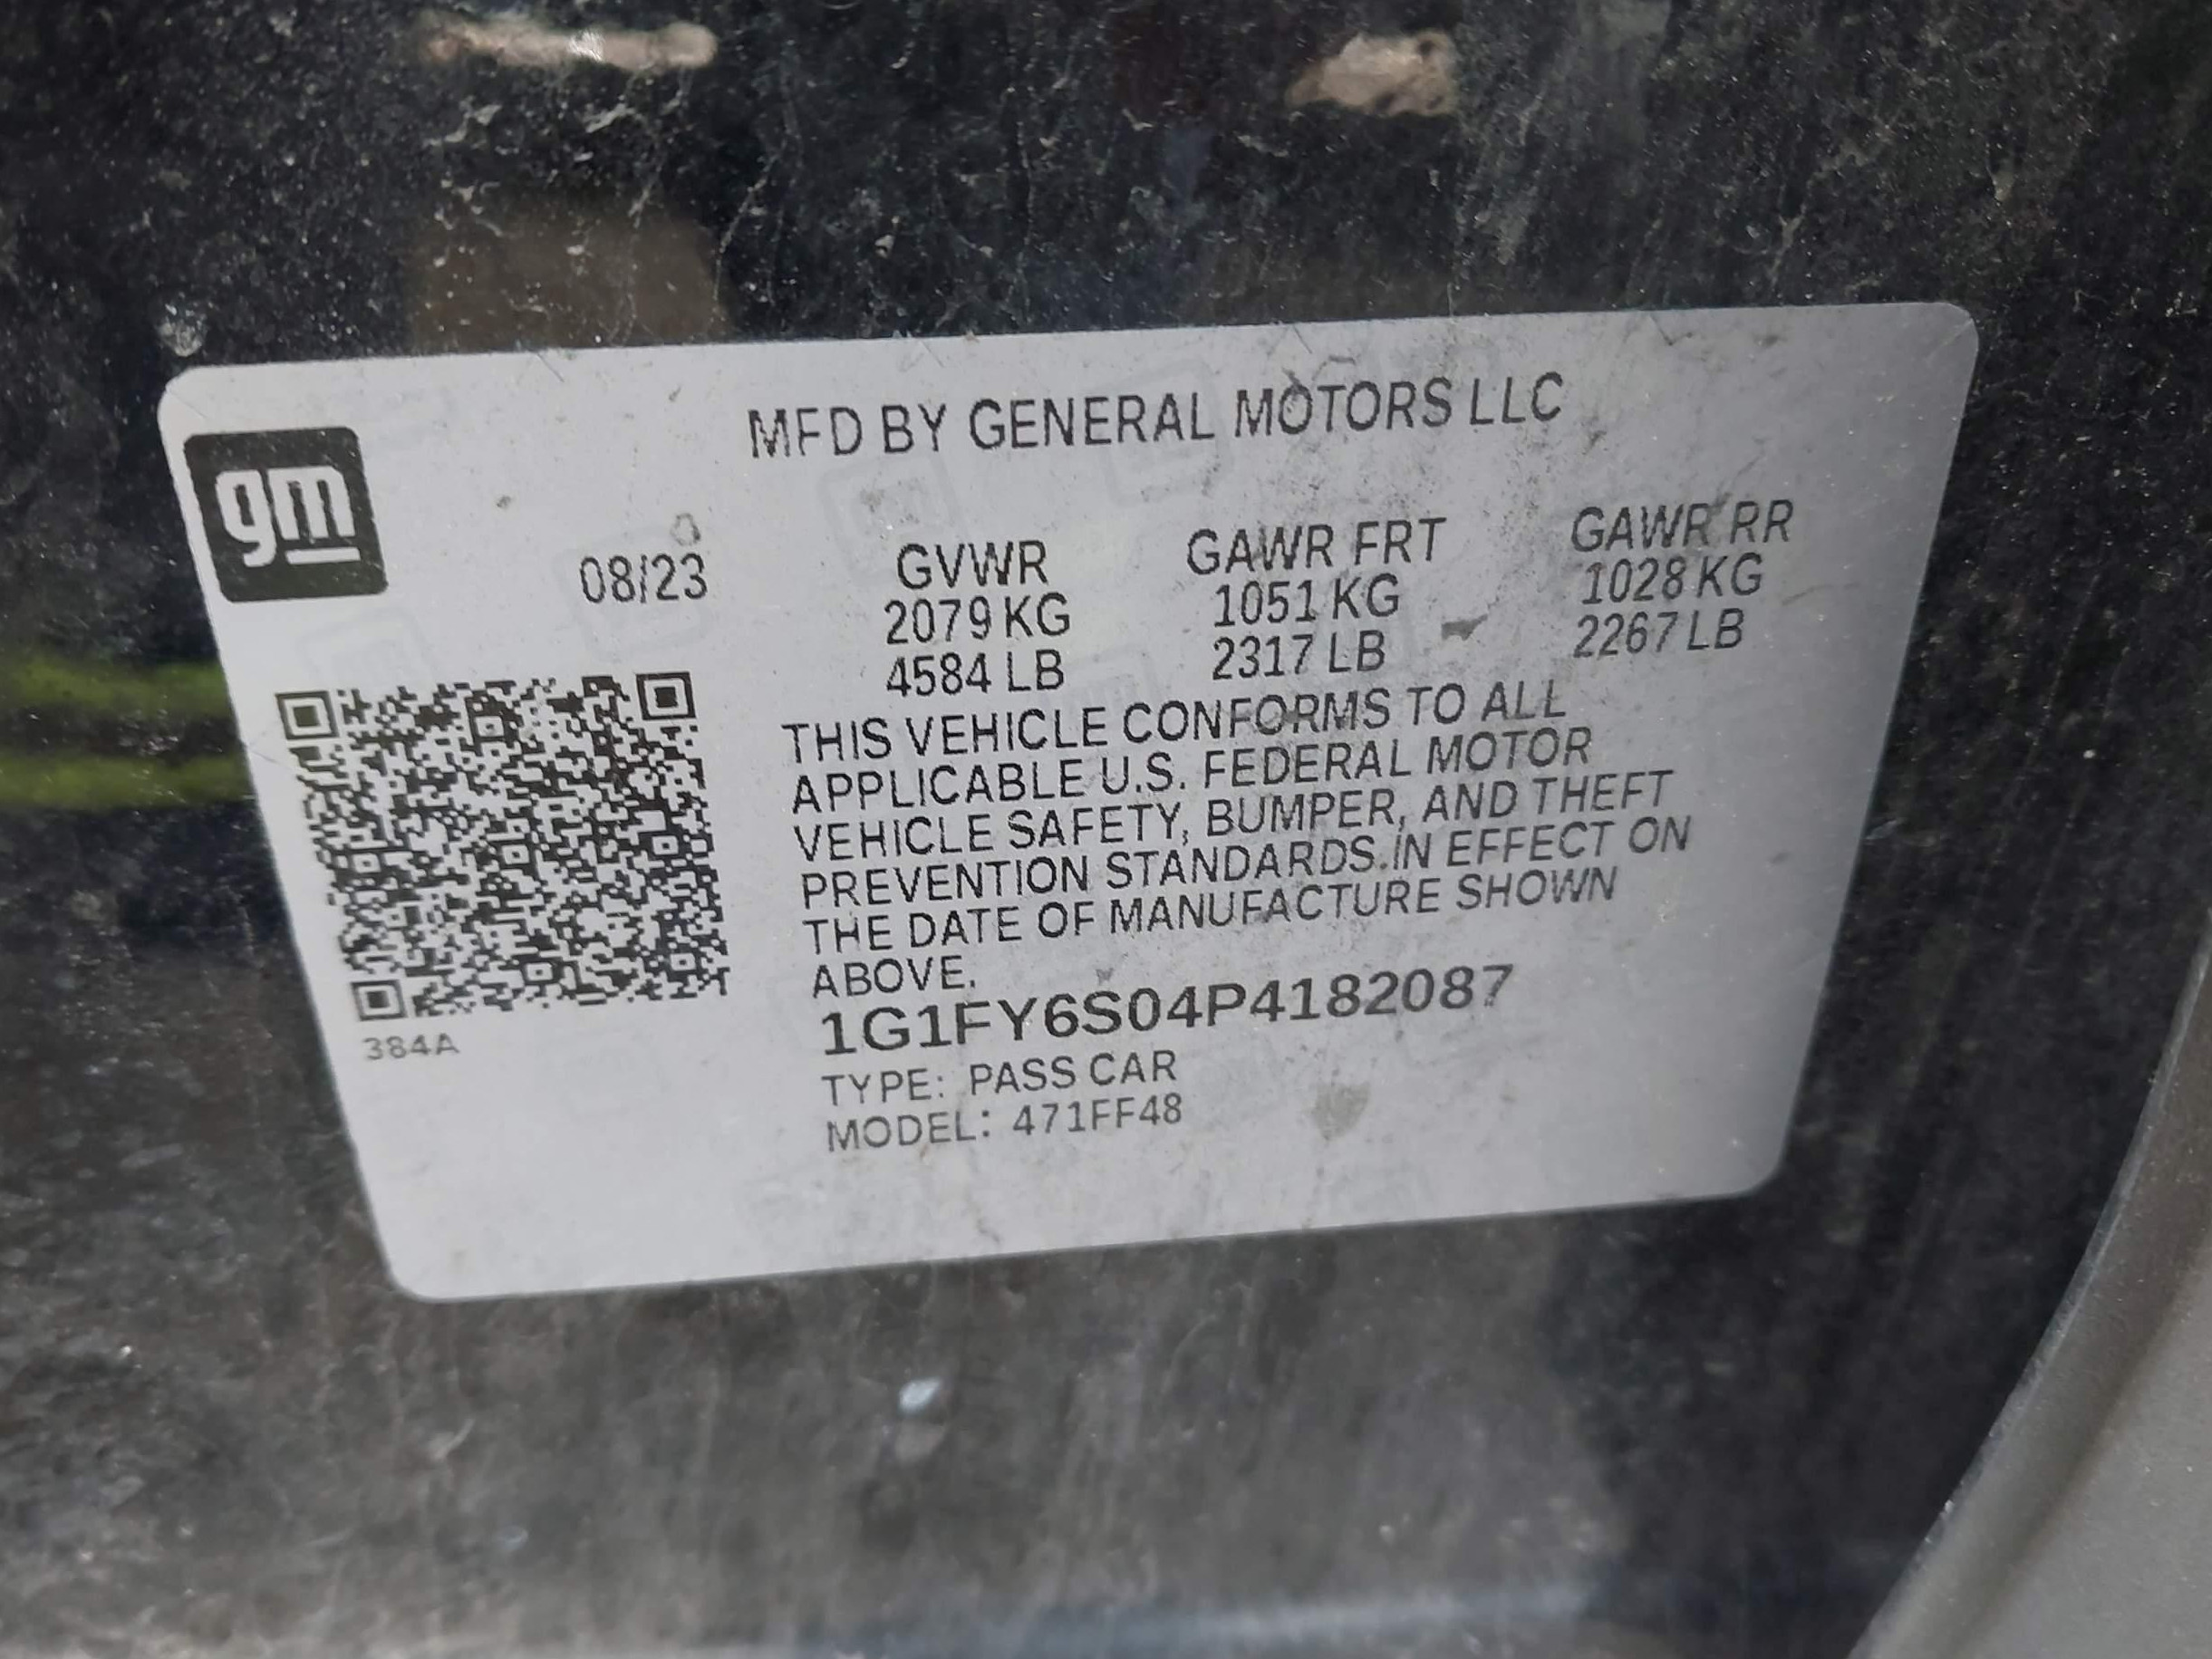 MFD BY GENERAL MOTORS LLC
gm
08/23 GVWR GAWR FRT GAWR RR
2079 KG 1051 KG 1028 KG
4584 LB 2317 LB 2267 LB
THIS VEHICLE CONFORMS TO ALL
APPLICABLE U.S. FEDERAL MOTOR
VEHICLE SAFETY, BUMPER, AND THEFT
PREVENTION STANDARDS IN EFFECT ON
THE DATE OF MANUFACTURE SHOWN
ABOVE.
1G1FY6S04P4182087
384A
TYPE: PASS CAR
MODEL: 471FF48